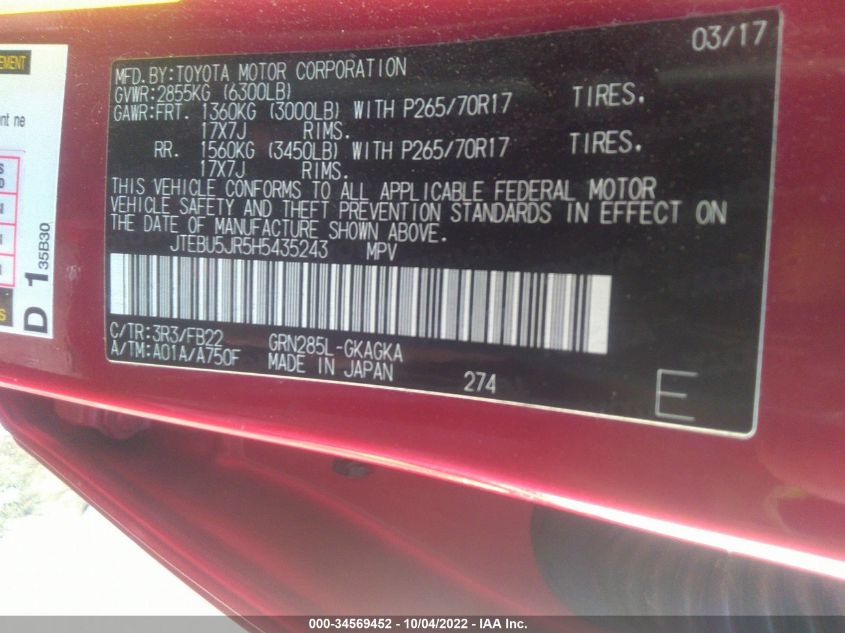 03/17
MFD.BY:TOYOTA MOTOR CORPORATION
GVWR:2855KG (6300LB)
GAWR:FRT. 1360KG (3000LB) WITH P265/70R17 TIRES.
17X7J RIMS.
RR. 1560KG (3450LB) WITH P265/70R17 TIRES.
17X7J RIMS.
THIS VEHICLE CONFORMS TO ALL APPLICABLE FEDERAL MOTOR
VEHICLE SAFETY AND THEFT PREVENTION STANDARDS IN EFFECT ON
THE DATE OF MANUFACTURE SHOWN ABOVE.
JTEBU5JR5H5435243 MPV
C/TR:3R3/FB22 GRN285L-GKAGKA
A/TM:A01A/A750F MADE IN JAPAN 274
E
D 1 35B30
000-34569452 - 10/04/2022 - IAA Inc.